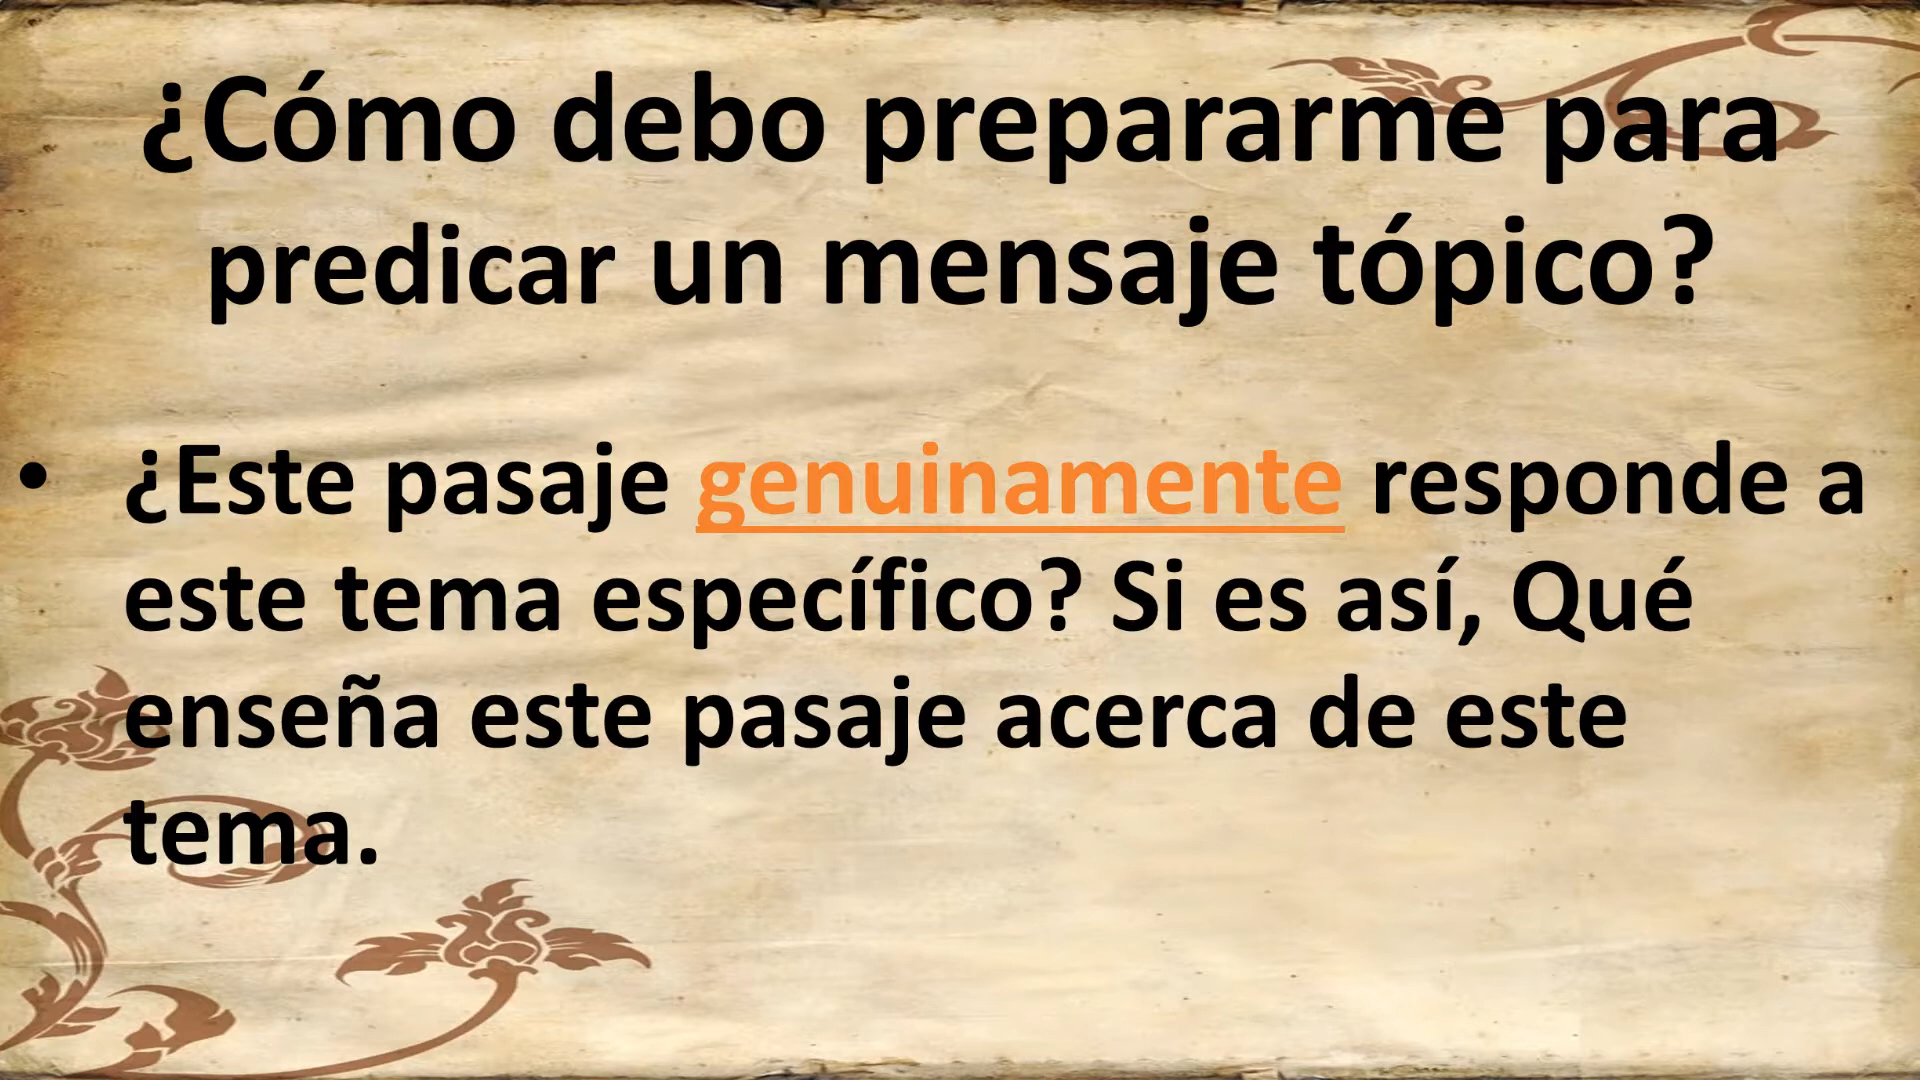 ¿Cómo debo prepararme para
predicar un mensaje tópico?
• ¿Este pasaje genuinamente responde a
este tema específico? Si es así, Qué
enseña este pasaje acerca de este
tema.